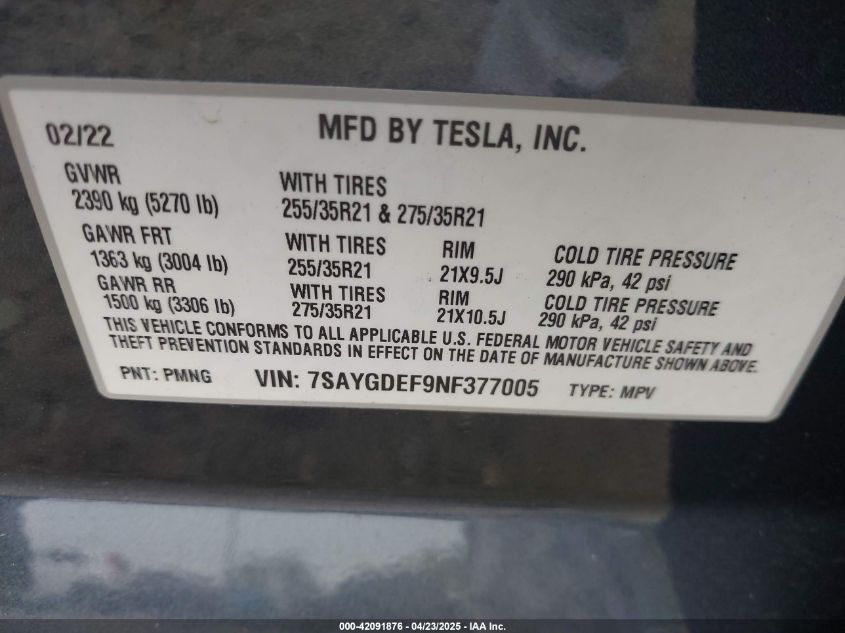 02/22
MFD BY TESLA, INC.
GVWR
2390 kg (5270 lb)
WITH TIRES
255/35R21 & 275/35R21
GAWR FRT
1363 kg (3004 lb)
WITH TIRES
255/35R21
RIM
21X9.5J
COLD TIRE PRESSURE
290 kPa, 42 psi
GAWR RR
1500 kg (3306 lb)
WITH TIRES
275/35R21
RIM
21X10.5J
COLD TIRE PRESSURE
290 kPa, 42 psi
THIS VEHICLE CONFORMS TO ALL APPLICABLE U.S. FEDERAL MOTOR VEHICLE SAFETY AND
THEFT PREVENTION STANDARDS IN EFFECT ON THE DATE OF MANUFACTURE SHOWN ABOVE.
PNT: PMNG
VIN: 7SAYGDEF9NF377005
TYPE: MPV
000-42091876 - 04/23/2025 - IAA Inc.